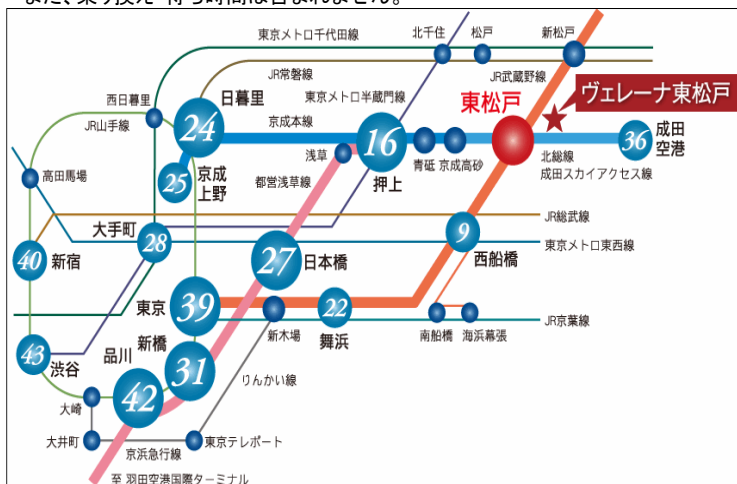 また、乗り換え・待ち時間は含まれません。
東京メトロ千代田線
北千住
松戸
新松戸
JR常磐線
JR武蔵野線
西日暮里
日暮里
東京メトロ半蔵門線
東松戸
ヴェレーナ東松戸
JR山手線
24
京成本線
16
36
成田
空港
高田馬場
25
京成
上野
浅草
押上
青砥
京成高砂
北総線
成田スカイアクセス線
都営浅草線
JR総武線
大手町
28
9
西船橋
東京メトロ東西線
40
新宿
27
日本橋
東京
39
22
舞浜
新木場
南船橋
海浜幕張
JR京葉線
43
渋谷
品川
新橋
31
りんかい線
42
大崎
大井町
京浜急行線
東京テレポート
至 羽田空港国際ターミナル